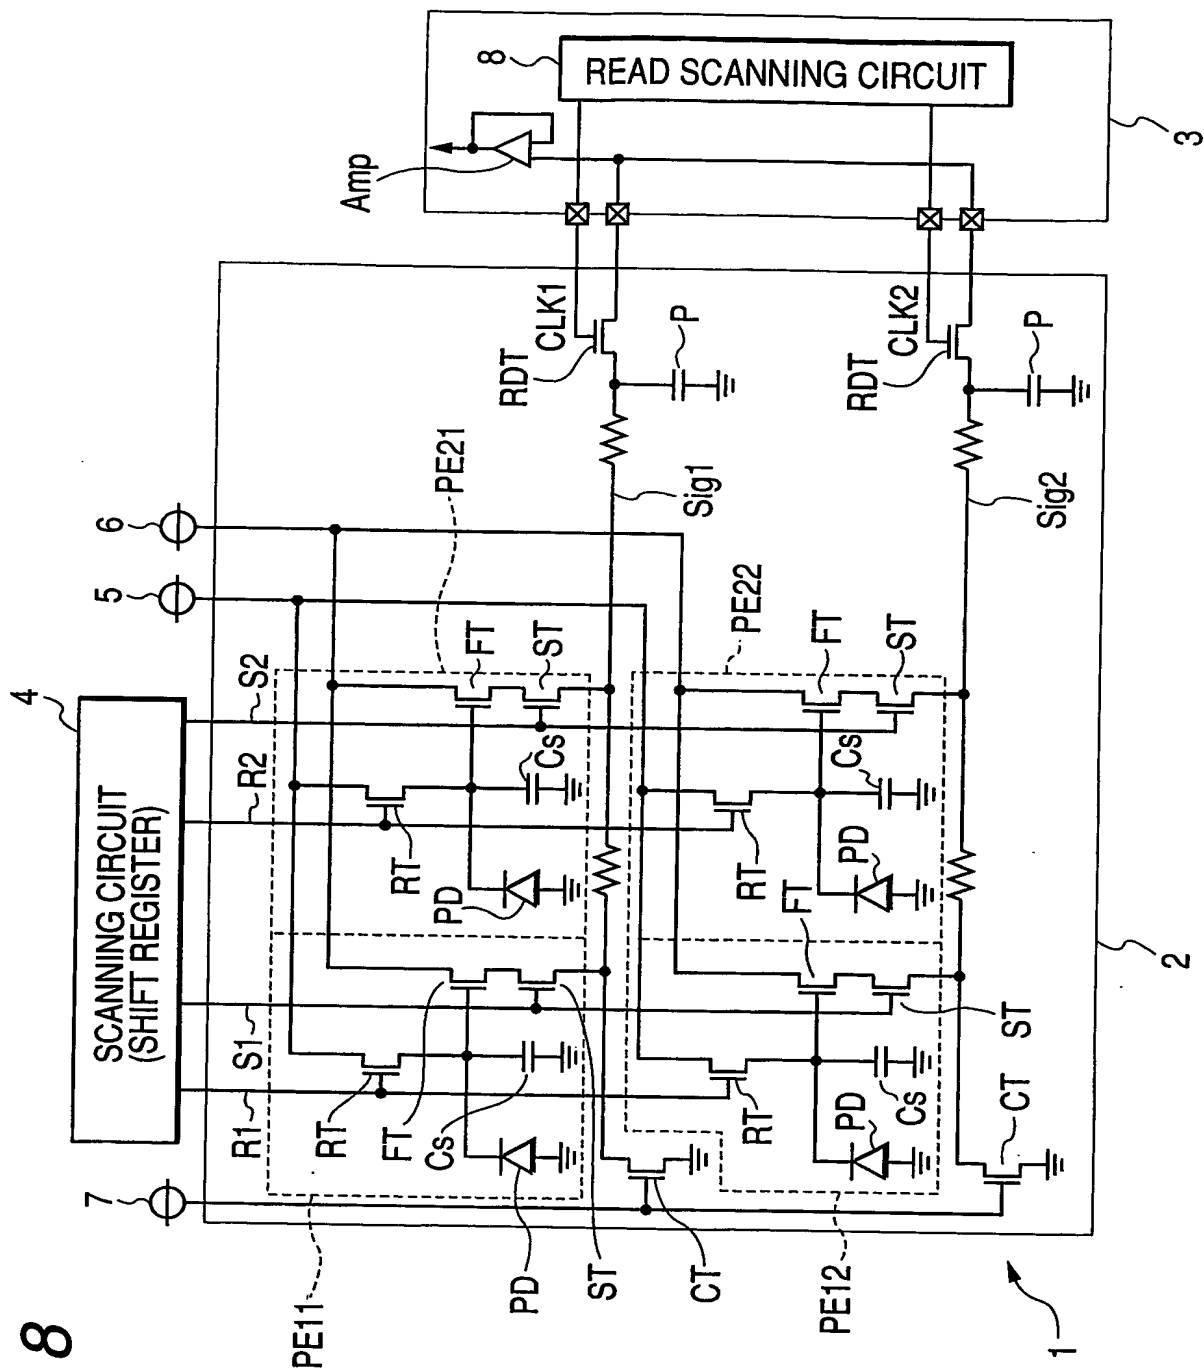 8
4
SCANNING CIRCUIT
(SHIFT REGISTER)
7
R1
S1
R2
S2
5
6
8
READ SCANNING CIRCUIT
Amp
3
PE11
RT
FT
Cs
PD
ST
CT
RT
PD
Cs
FT
ST
PE21
Sig1
RDT
CLK1
P
PE12
RT
PD
Cs
FT
ST
CT
RT
PD
Cs
FT
ST
PE22
Sig2
RDT
CLK2
P
2
1